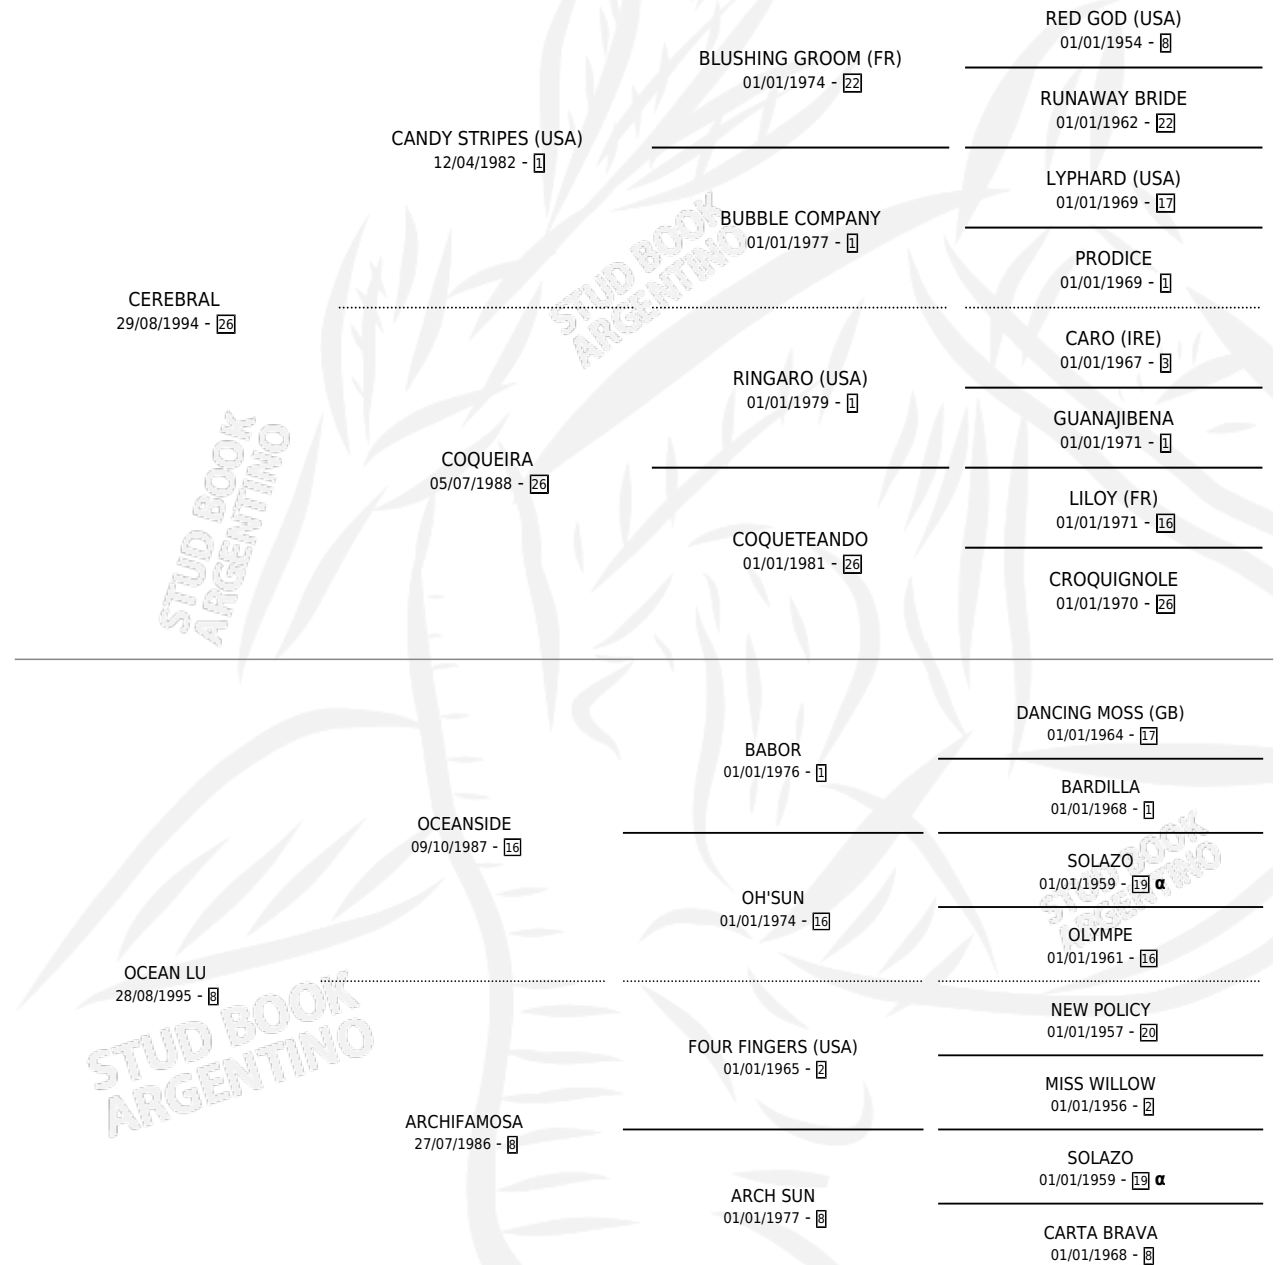 RED GOD (USA)
01/01/1954 - 8
BLUSHING GROOM (FR)
01/01/1974 - 22
RUNAWAY BRIDE
01/01/1962 - 22
CANDY STRIPES (USA)
12/04/1982 - 1
LYPHARD (USA)
01/01/1969 - 17
BUBBLE COMPANY
01/01/1977 - 1
PRODICE
01/01/1969 - 1
CEREBRAL
29/08/1994 - 26
CARO (IRE)
01/01/1967 - 3
RINGARO (USA)
01/01/1979 - 1
GUANAJIBENA
01/01/1971 - 1
COQUEIRA
05/07/1988 - 26
LILOY (FR)
01/01/1971 - 16
COQUETEANDO
01/01/1981 - 26
CROQUIGNOLE
01/01/1970 - 26
DANCING MOSS (GB)
01/01/1964 - 17
BABOR
01/01/1976 - 1
BARDILLA
01/01/1968 - 1
OCEANSIDE
09/10/1987 - 16
SOLAZO
01/01/1959 - 19 α
OH'SUN
01/01/1974 - 16
OLYMPE
01/01/1961 - 16
OCEAN LU
28/08/1995 - 8
NEW POLICY
01/01/1957 - 20
FOUR FINGERS (USA)
01/01/1965 - 2
MISS WILLOW
01/01/1956 - 2
ARCHIFAMOSA
27/07/1986 - 8
SOLAZO
01/01/1959 - 19 α
ARCH SUN
01/01/1977 - 8
CARTA BRAVA
01/01/1968 - 8
STUD BOOK
ARGENTINO
STUD BOOK
ARGENTINO
STUD BOOK
ARGENTINO
STUD BOOK
ARGENTINO